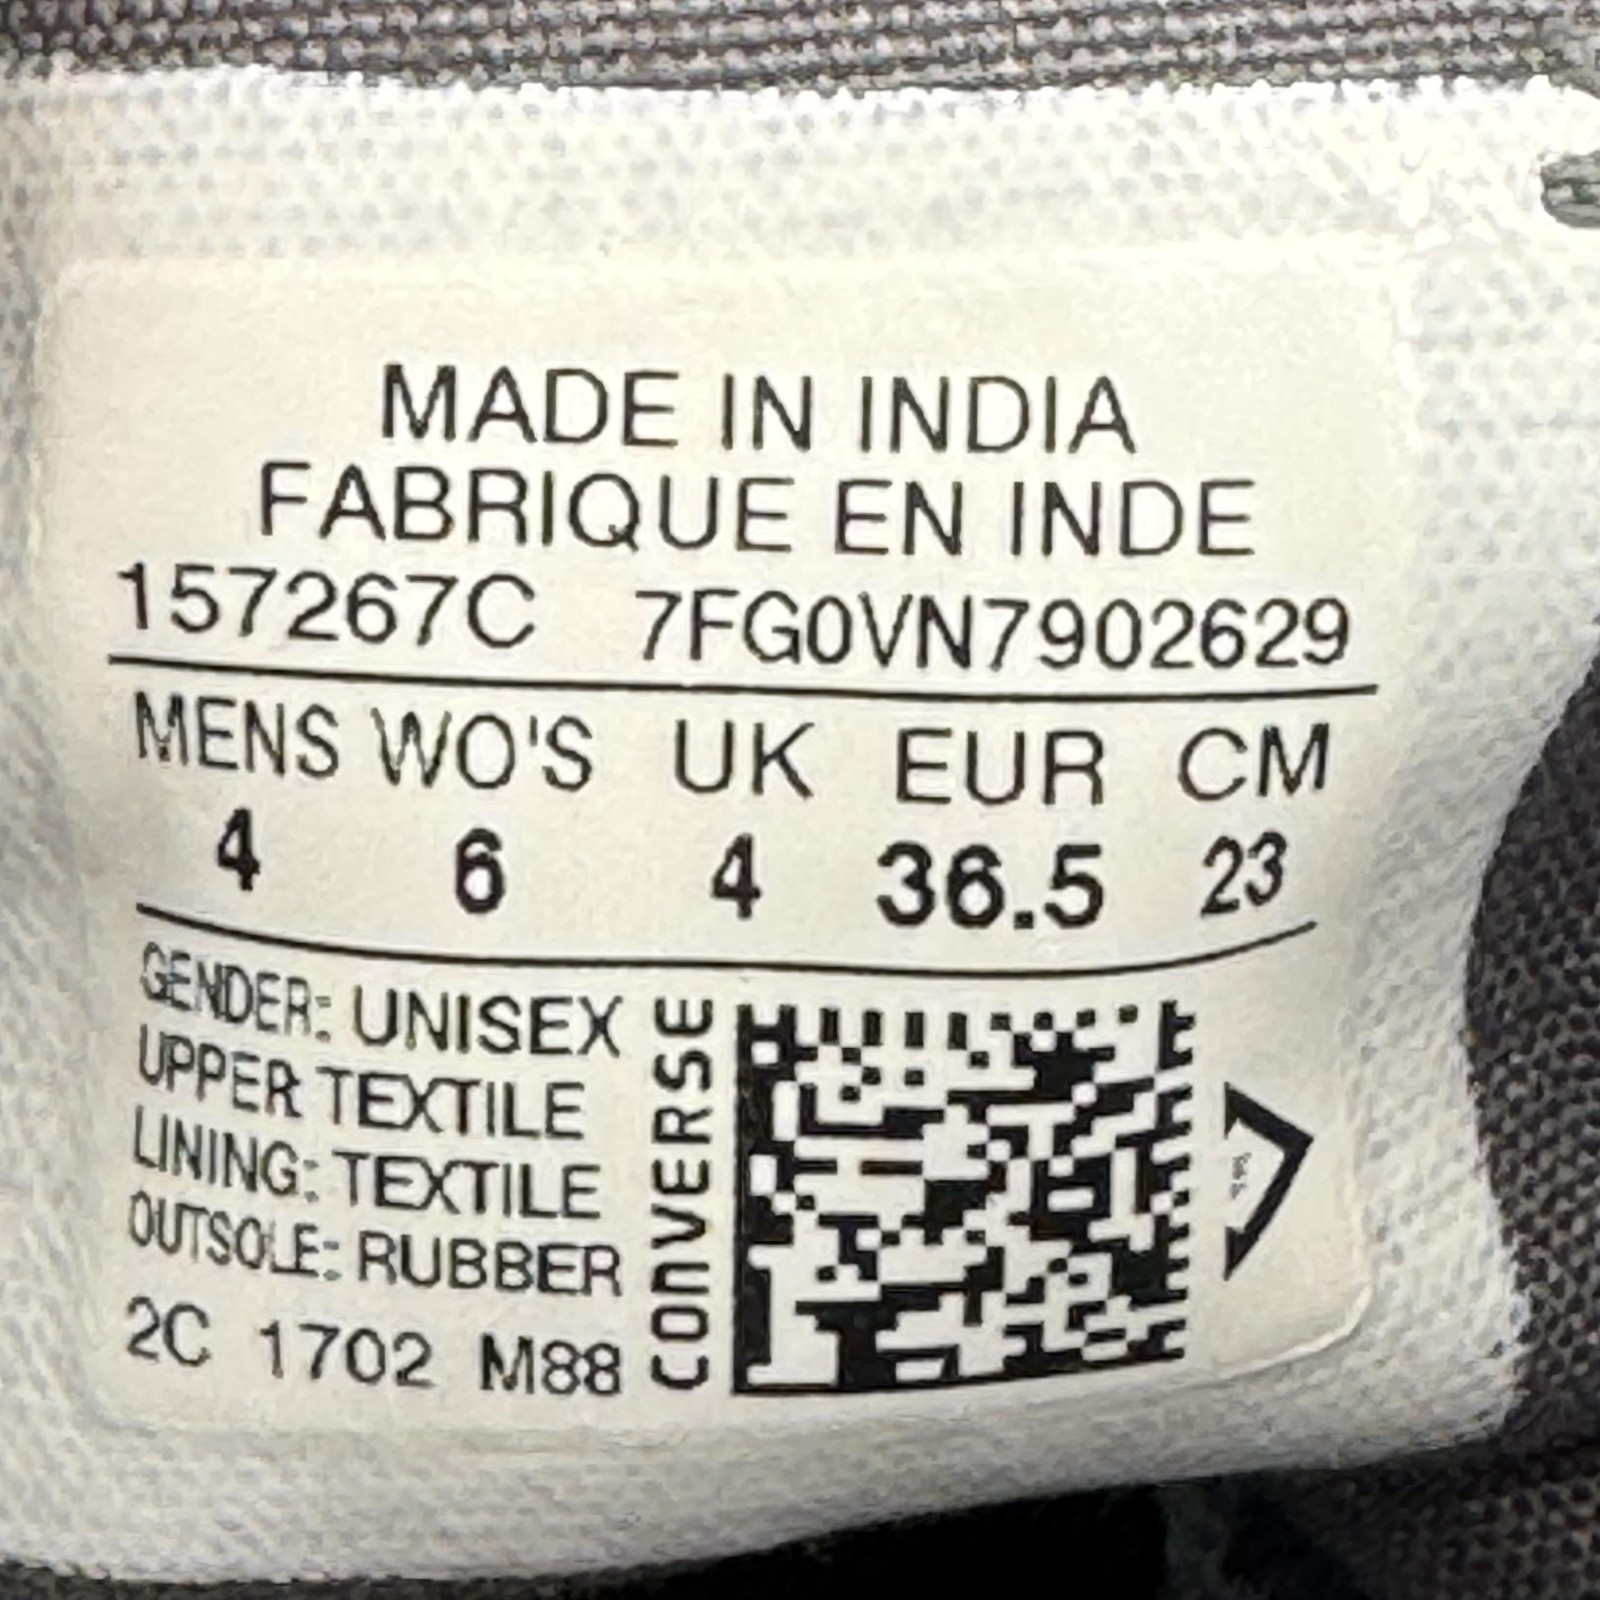 MADE IN INDIA
FABRIQUE EN INDE
157267C 7FG0VN7902629
MENS WO'S UK EUR CM
4 6 4 36.5 23
GENDER: UNISEX
UPPER TEXTILE
LINING: TEXTILE
OUTSOLE: RUBBER
2C 1702 M88
CONVERSE